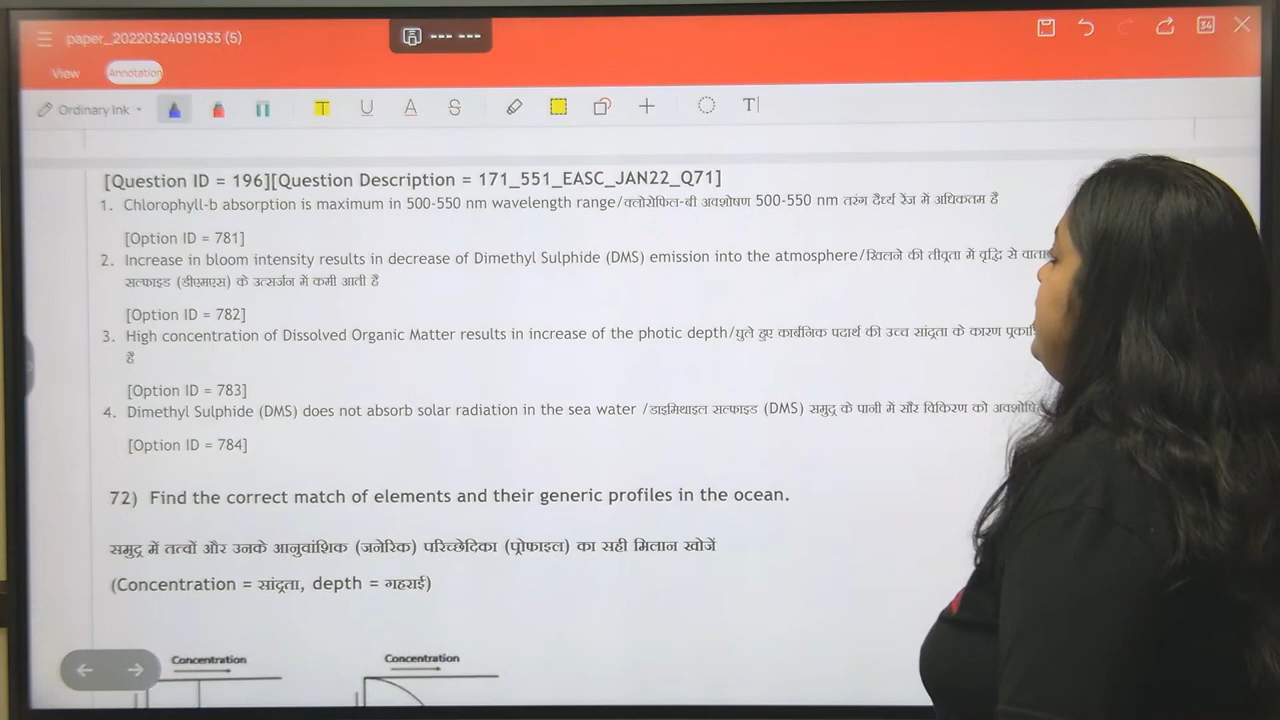 paper_20220324091933 (5)
--- ---
34
View
Annotation
Ordinary Ink
[Question ID = 196][Question Description = 171_551_EASC_JAN22_Q71]
1. Chlorophyll-b absorption is maximum in 500-550 nm wavelength range/क्लोरोफिल-बी अवशोषण 500-550 nm तरंग दैर्ध्य रेंज में अधिकतम है
[Option ID = 781]
2. Increase in bloom intensity results in decrease of Dimethyl Sulphide (DMS) emission into the atmosphere/खिलने की तीव्रता में वृद्धि से
सल्फाइड (डीएमएस) के उत्सर्जन में कमी आती है
[Option ID = 782]
3. High concentration of Dissolved Organic Matter results in increase of the photic depth/घुले हुए कार्बनिक पदार्थ की उच्च सांद्रता के कारण
है
[Option ID = 783]
4. Dimethyl Sulphide (DMS) does not absorb solar radiation in the sea water /डाइमिथाइल सल्फाइड (DMS) समुद्र के पानी में सौर विकिरण को
[Option ID = 784]
72) Find the correct match of elements and their generic profiles in the ocean.
समुद्र में तत्वों और उनके आनुवांशिक (जनेरिक) परिच्छेदिका (प्रोफाइल) का सही मिलान खोजें
(Concentration = सांद्रता, depth = गहराई)
Concentration Concentration